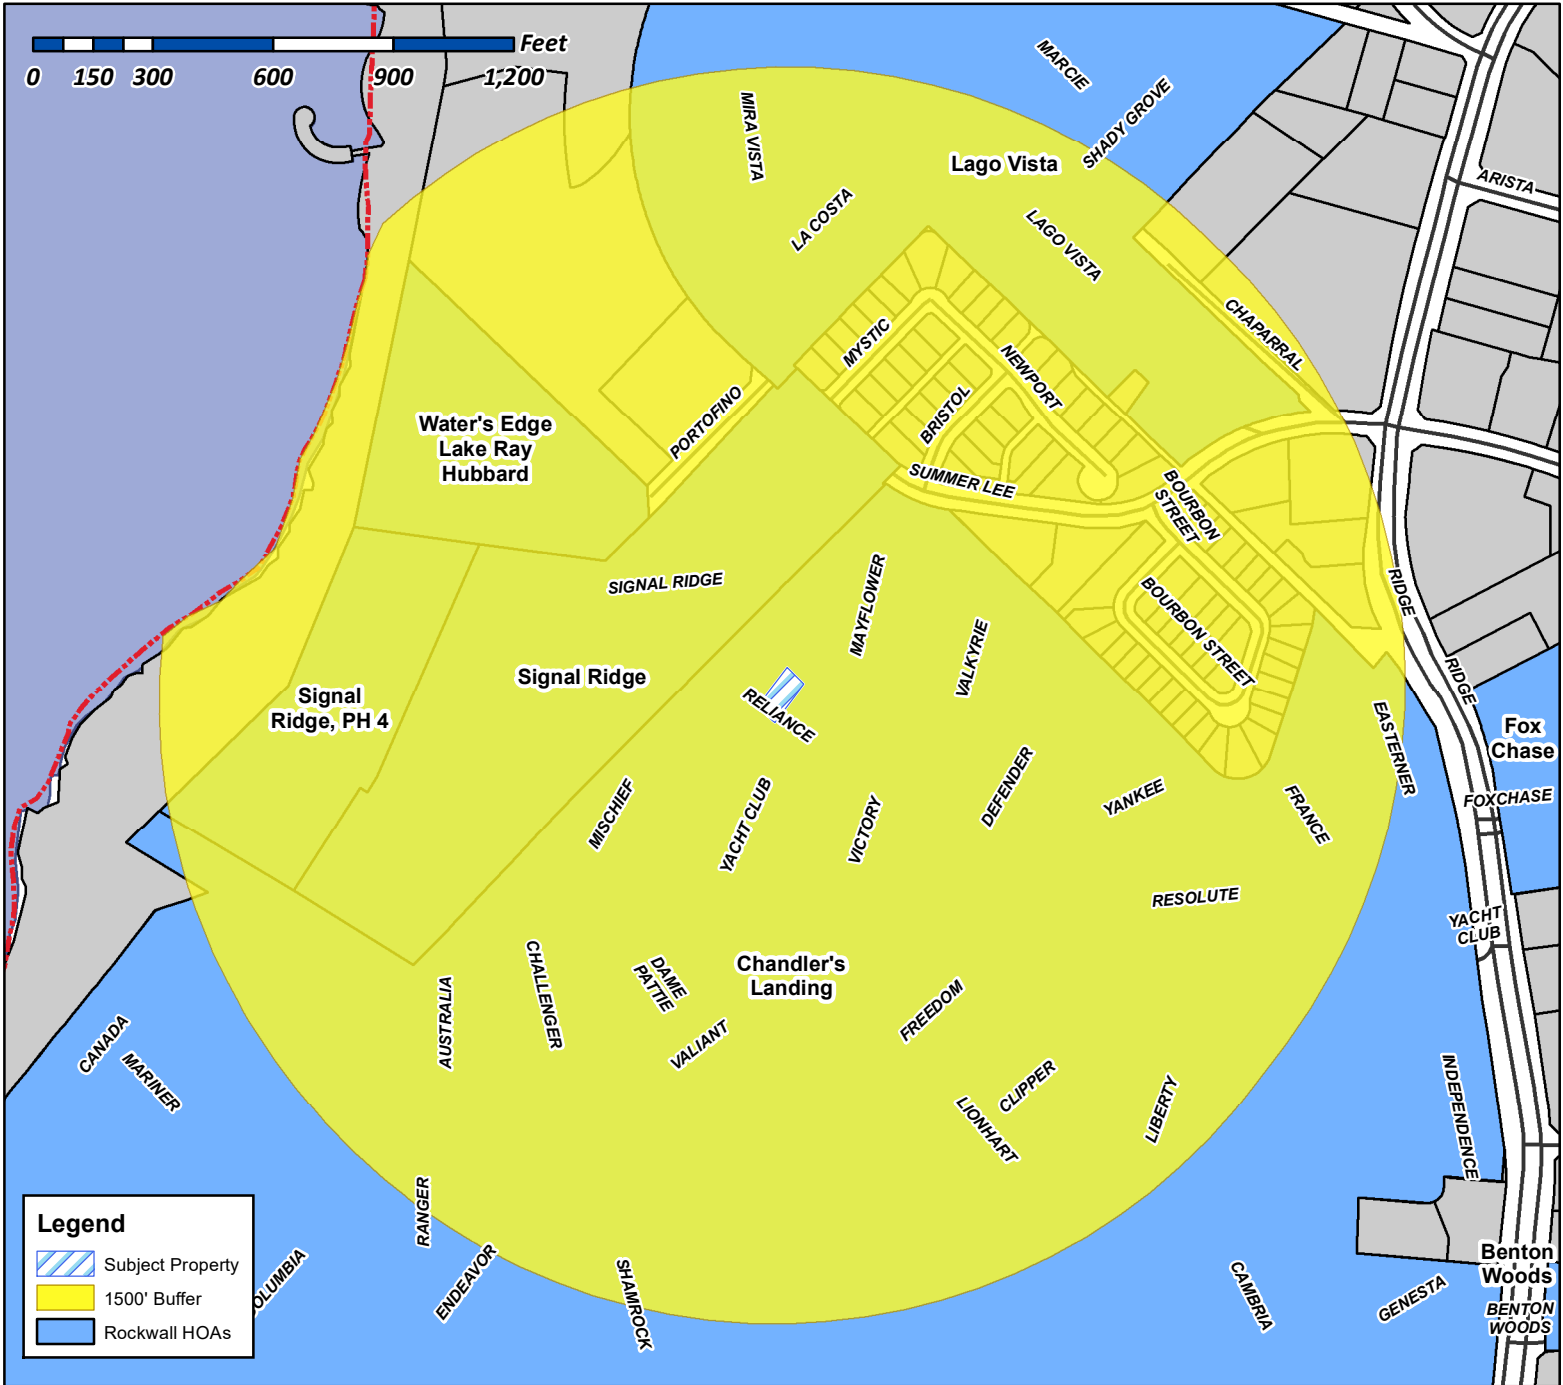 Feet
0 150 300 600 900 1,200
MARCIE
SHADY GROVE
MIRA VISTA
Lago Vista
ARISTA
LA COSTA
LAGO VISTA
CHAPARRAL
MYSTIC
NEWPORT
BRISTOL
PORTOFINO
Water's Edge
Lake Ray
Hubbard
SUMMER LEE
BOURBON
STREET
SIGNAL RIDGE
MAYFLOWER
RIDGE
BOURBON STREET
VALKYRIE
Signal Ridge
RIDGE
Signal
Ridge, PH 4
RELIANCE
EASTERNER
Fox
Chase
FOXCHASE
MISCHIEF
YACHT CLUB
VICTORY
DEFENDER
YANKEE
FRANCE
RESOLUTE
YACHT
CLUB
CHALLENGER
DAME
PATTIE
Chandler's
Landing
AUSTRALIA
VALIANT
FREEDOM
CANADA
MARINER
CLIPPER
LIONHART
LIBERTY
INDEPENDENCE
RANGER
ENDEAVOR
SHAMROCK
CAMBRIA
GENESTA
Benton
Woods
BENTON
WOODS
OLUMBIA
Legend
Subject Property
1500' Buffer
Rockwall HOAs